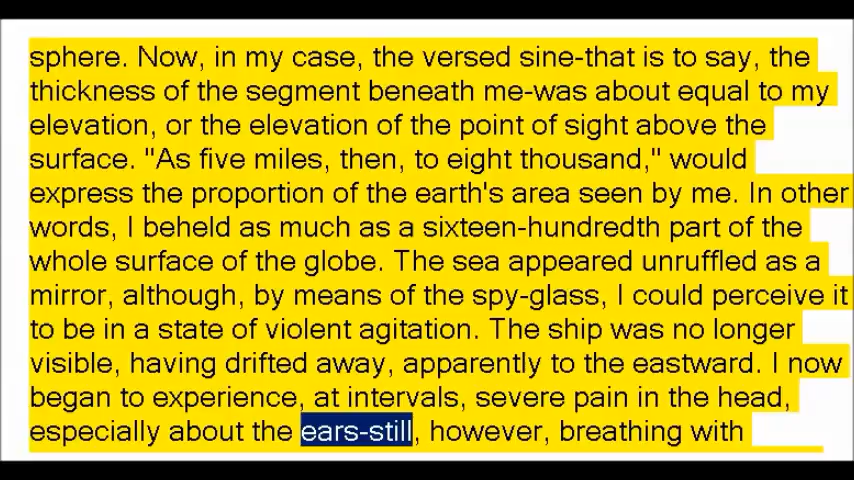 sphere. Now, in my case, the versed sine-that is to say, the
thickness of the segment beneath me-was about equal to my
elevation, or the elevation of the point of sight above the
surface. "As five miles, then, to eight thousand," would
express the proportion of the earth's area seen by me. In other
words, I beheld as much as a sixteen-hundredth part of the
whole surface of the globe. The sea appeared unruffled as a
mirror, although, by means of the spy-glass, I could perceive it
to be in a state of violent agitation. The ship was no longer
visible, having drifted away, apparently to the eastward. I now
began to experience, at intervals, severe pain in the head,
especially about the ears-still, however, breathing with